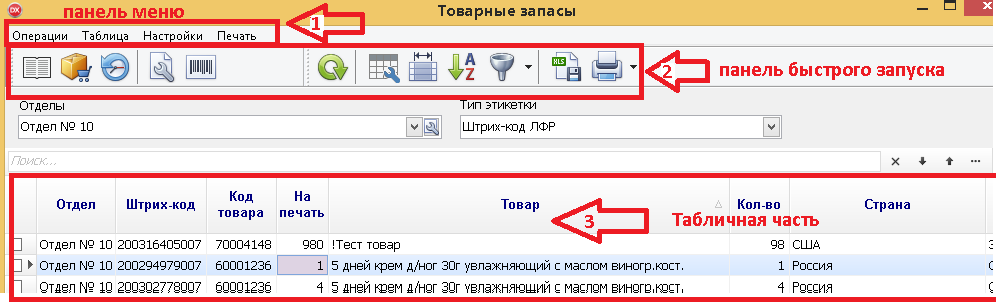 панель меню
DX Товарные запасы
1
Операции Таблица Настройки Печать
A
Z XLS
2 панель быстрого запуска
Отделы Тип этикетки
Отдел № 10 Штрих-код ЛФР
Поиск...
Отдел Штрих-код Код товара На печать Товар Кол-во Страна
3 Табличная часть
Отдел № 10 200316405007 70004148 980 !Тест товар 98 США
Отдел № 10 200294979007 60001236 1 5 дней крем д/ног 30г увлажняющий с маслом виногр.кост. 1 Россия
Отдел № 10 200302778007 60001236 4 5 дней крем д/ног 30г увлажняющий с маслом виногр.кост. 4 Россия